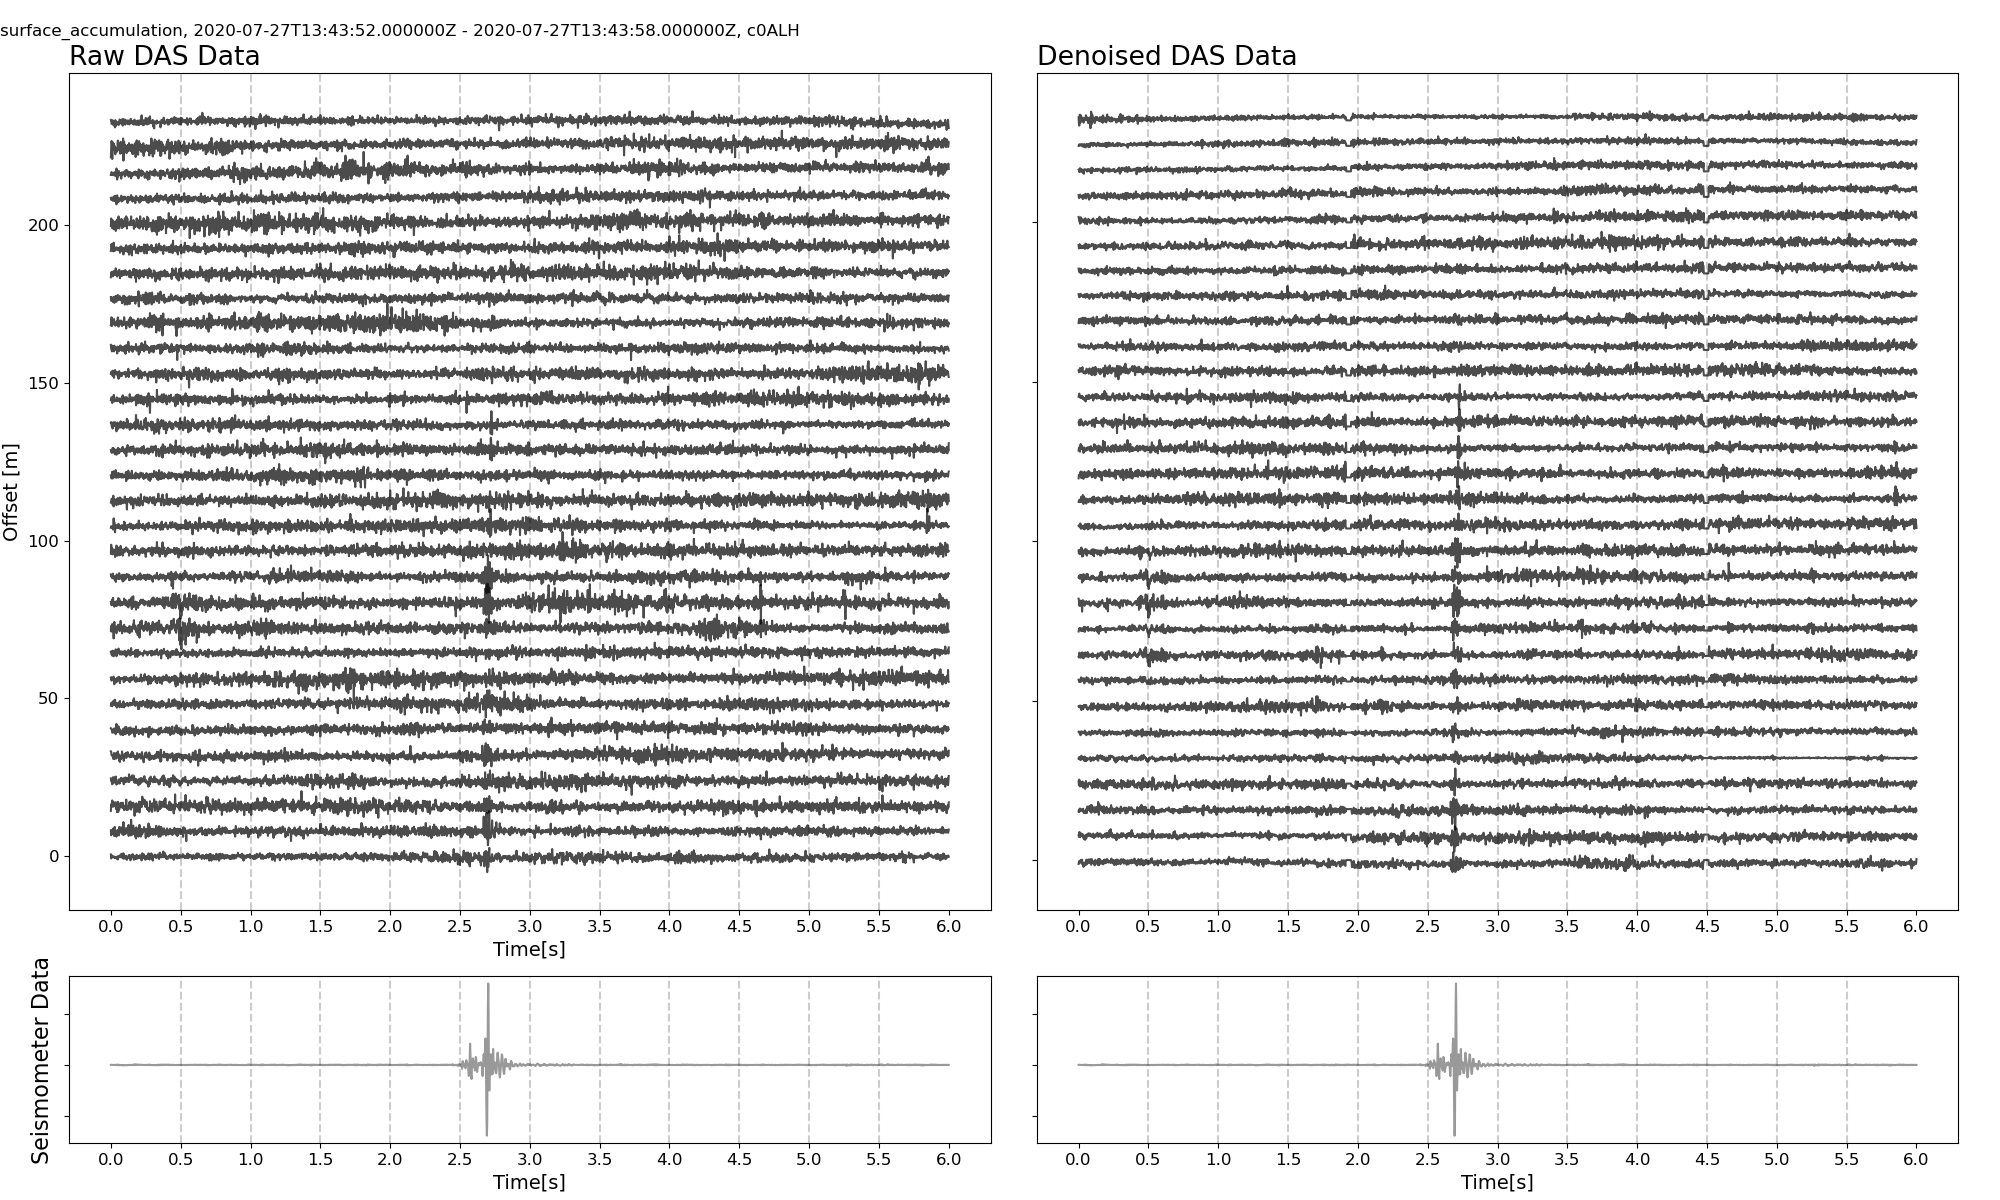 surface_accumulation, 2020-07-27T13:43:52.000000Z - 2020-07-27T13:43:58.000000Z, c0ALH
Raw DAS Data
Denoised DAS Data
Offset [m]
200
150
100
50
0
0.0 0.5 1.0 1.5 2.0 2.5 3.0 3.5 4.0 4.5 5.0 5.5 6.0
Time[s]
0.0 0.5 1.0 1.5 2.0 2.5 3.0 3.5 4.0 4.5 5.0 5.5 6.0
Seismometer Data
0.0 0.5 1.0 1.5 2.0 2.5 3.0 3.5 4.0 4.5 5.0 5.5 6.0
Time[s]
0.0 0.5 1.0 1.5 2.0 2.5 3.0 3.5 4.0 4.5 5.0 5.5 6.0
Time[s]